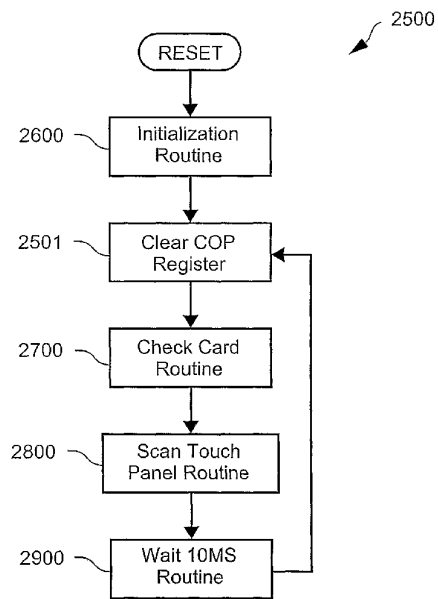 2500
RESET
2600
Initialization
Routine
2501
Clear COP
Register
2700
Check Card
Routine
2800
Scan Touch
Panel Routine
2900
Wait 10MS
Routine